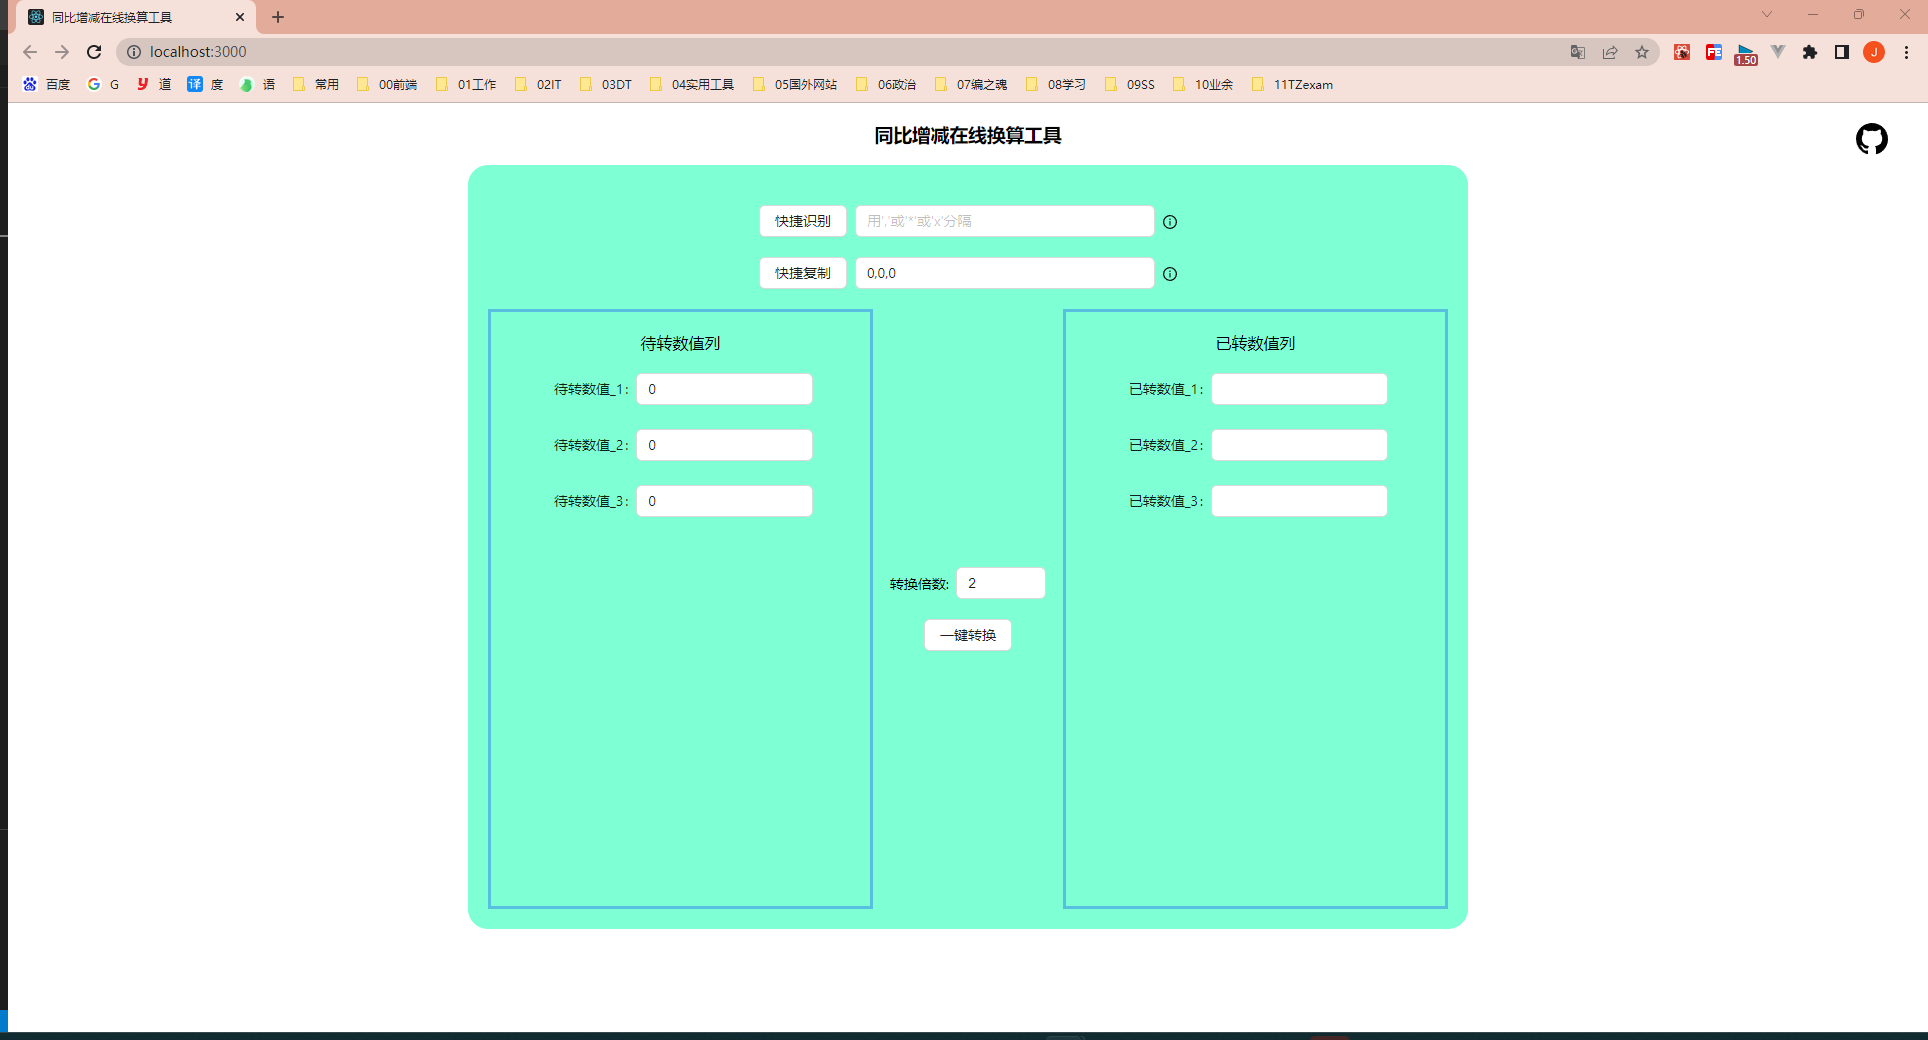 同比增减在线换算工具
localhost:3000
1.50
J
百度 G 道 译 度 语 常用 00前端 01工作 02IT 03DT 04实用工具 05国外网站 06政治 07编之魂 08学习 09SS 10业余 11TZexam
同比增减在线换算工具
快捷识别 用','或'*'或'x'分隔
快捷复制 0,0,0
待转数值列
待转数值_1: 0
待转数值_2: 0
待转数值_3: 0
转换倍数: 2
一键转换
已转数值列
已转数值_1:
已转数值_2:
已转数值_3: